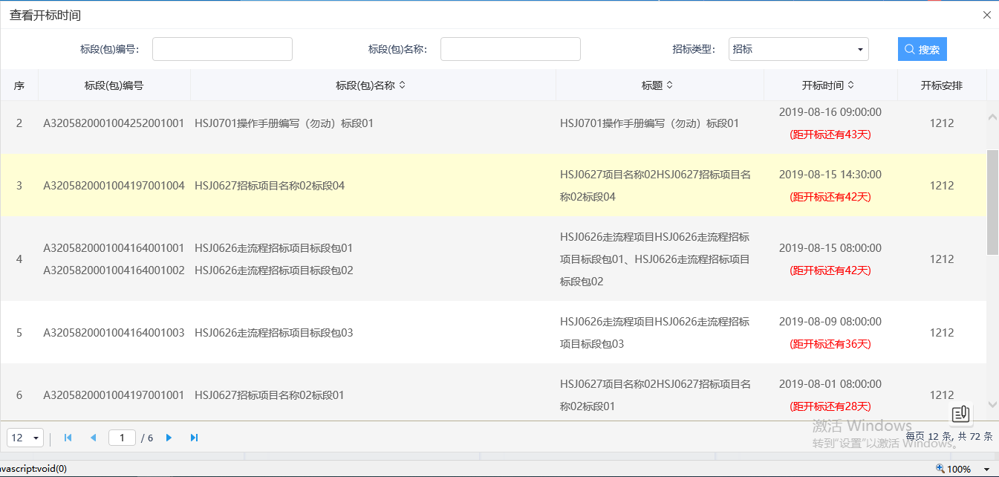 查看开标时间
标段(包)编号： 标段(包)名称： 招标类型： 招标 搜索
序 标段(包)编号 标段(包)名称 标题 开标时间 开标安排
2 A3205820001004252001001 HSJ0701操作手册编写（勿动）标段01 HSJ0701操作手册编写（勿动）标段01 2019-08-16 09:00:00 1212
(距开标还有43天)
3 A3205820001004197001004 HSJ0627招标项目名称02标段04 HSJ0627项目名称02HSJ0627招标项目名 2019-08-15 14:30:00 1212
称02标段04 (距开标还有42天)
4 A3205820001004164001001 HSJ0626走流程招标项目标段包01 HSJ0626走流程项目HSJ0626走流程招标 2019-08-15 08:00:00 1212
A3205820001004164001002 HSJ0626走流程招标项目标段包02 项目标段包01、HSJ0626走流程招标项目 (距开标还有42天)
标段包02
5 A3205820001004164001003 HSJ0626走流程招标项目标段包03 HSJ0626走流程项目HSJ0626走流程招标 2019-08-09 08:00:00 1212
项目标段包03 (距开标还有36天)
6 A3205820001004197001001 HSJ0627招标项目名称02标段01 HSJ0627项目名称02HSJ0627招标项目名 2019-08-01 08:00:00 1212
称02标段01 (距开标还有28天)
激活 Windows
12 1 / 6 每页 12 条, 共 72 条
转到"设置"以激活 Windows。
avascript:void(0) 100%